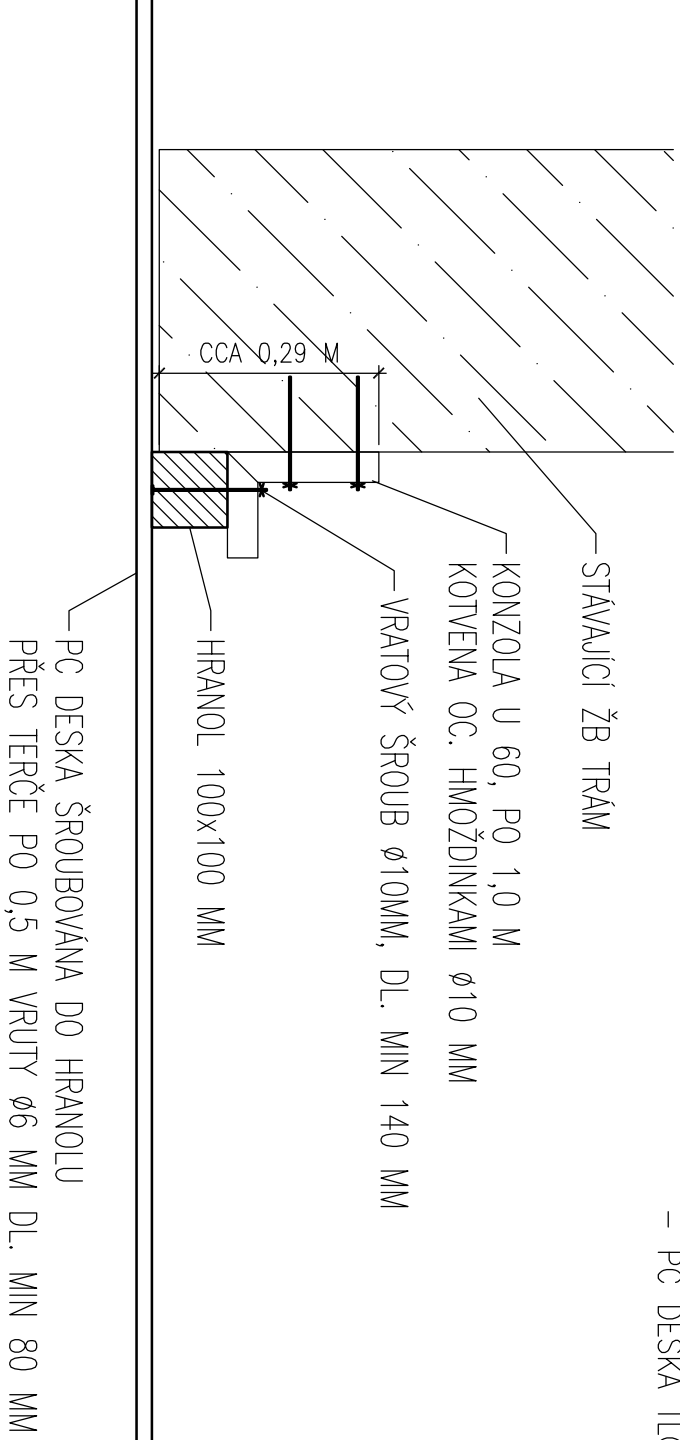 – PC DESKA
STÁVAJÍCÍ ŽB TRÁM
KONZOLA U 60, PO 1,0 M
KOTVENA OC. HMOŽDINKAMI ø10 MM
VRATOVÝ ŠROUB ø10MM, DL. MIN 140 MM
HRANOL 100x100 MM
PC DESKA ŠROUBOVÁNA DO HRANOLU
PŘES TERČE PO 0,5 M VRUTY ø6 MM DL. MIN 80 MM
CCA 0,29 M